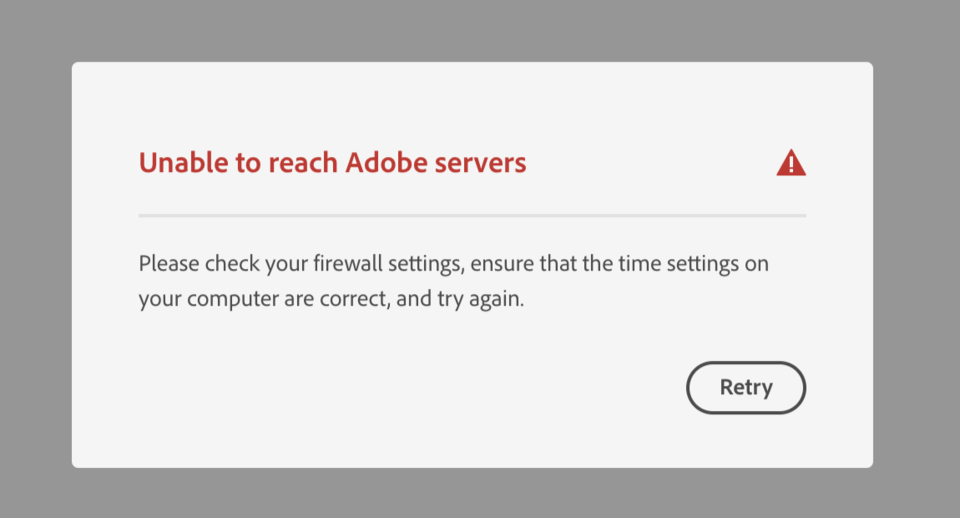 Unable to reach Adobe servers
Please check your firewall settings, ensure that the time settings on
your computer are correct, and try again.
Retry